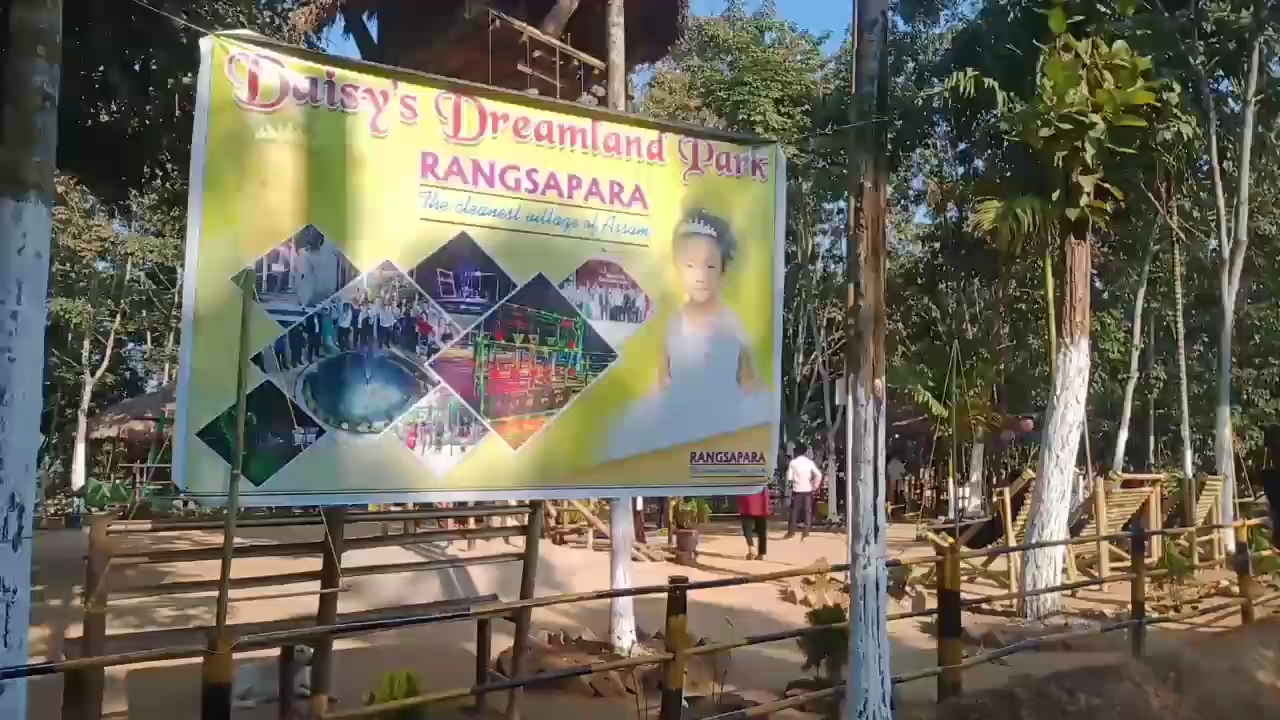 Daisy's Dreamland Park
RANGSAPARA
The cleanest village of Assam
RANGSAPARA